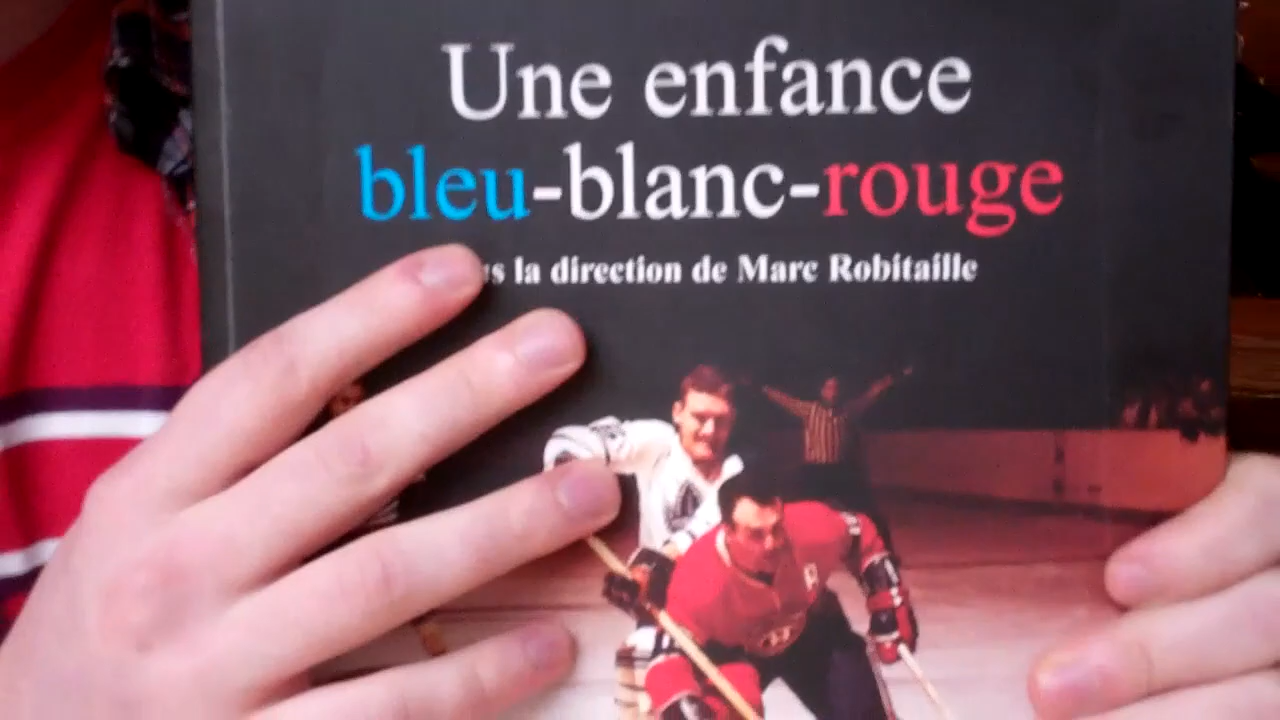 Une enfance
bleu-blanc-rouge
la direction de Marc Robitaille